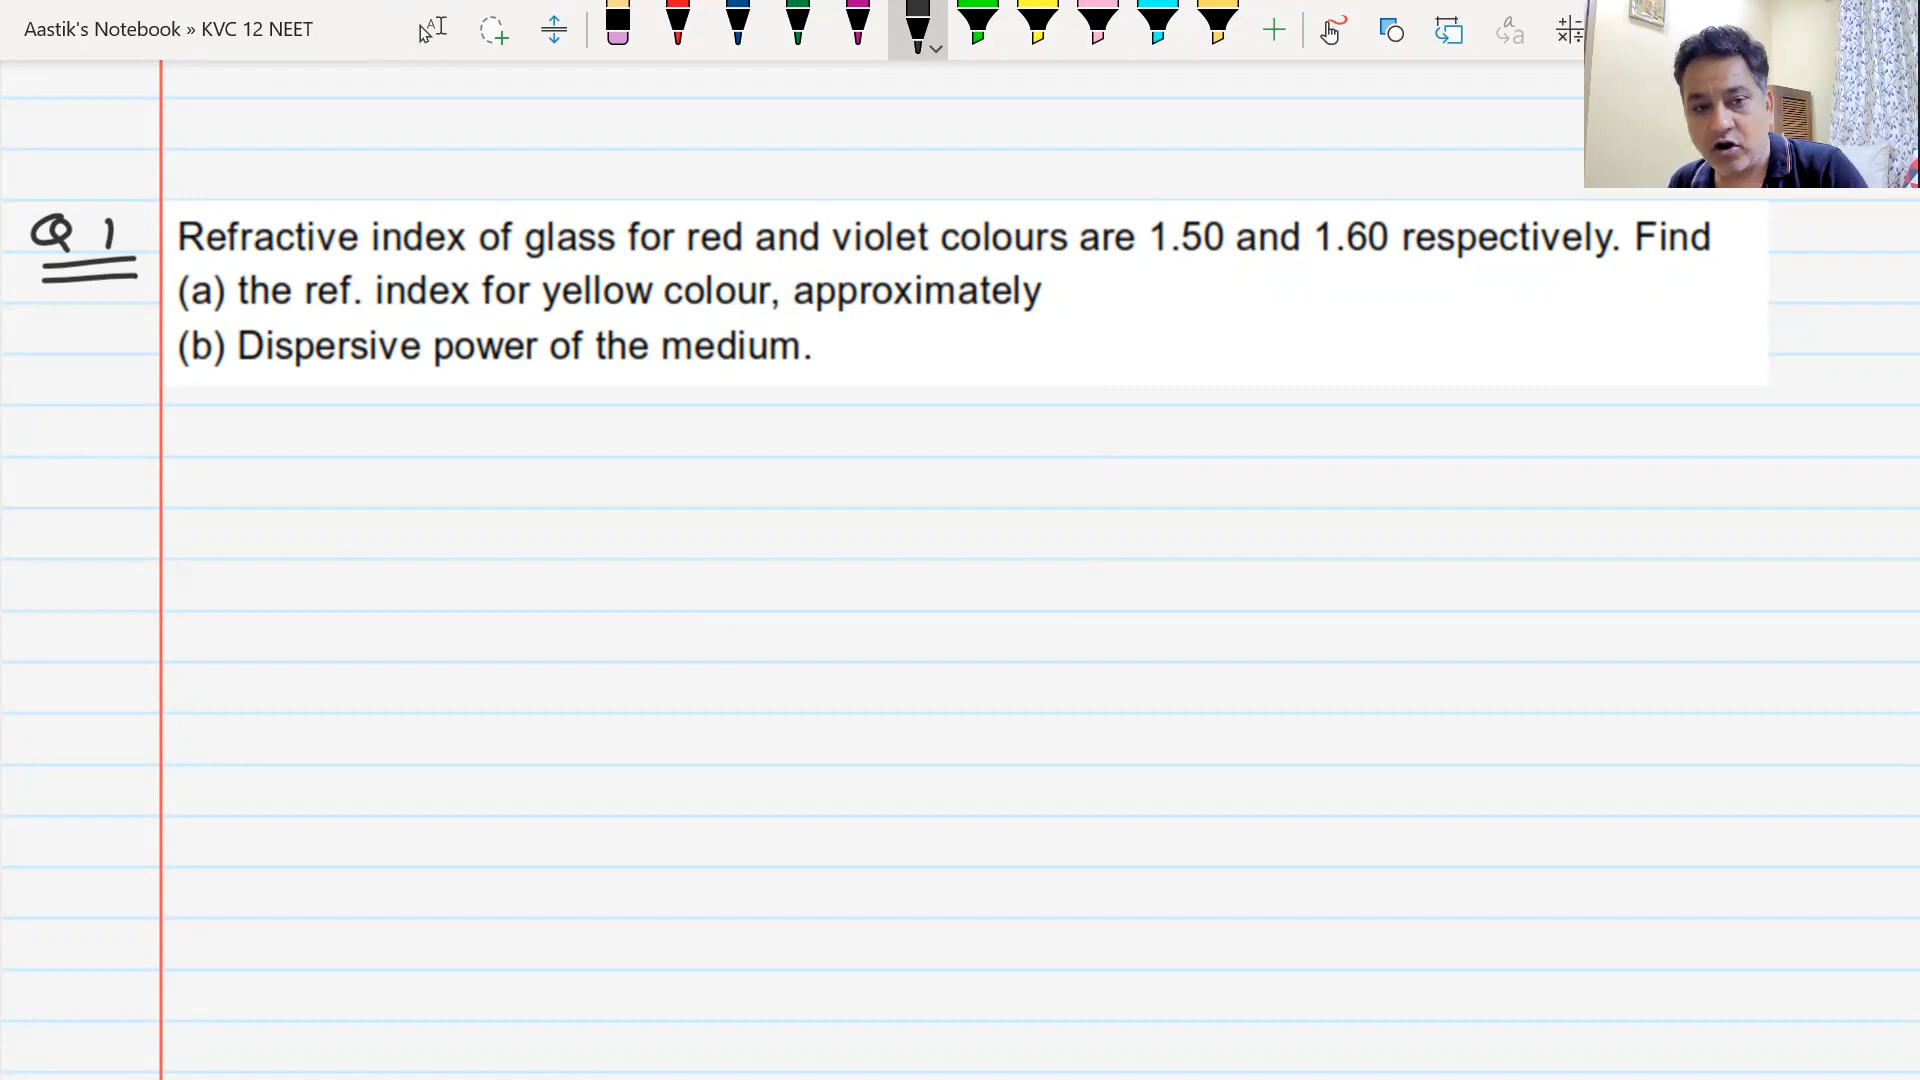 Aastik's Notebook » KVC 12 NEET
Q 1
Refractive index of glass for red and violet colours are 1.50 and 1.60 respectively. Find
(a) the ref. index for yellow colour, approximately
(b) Dispersive power of the medium.